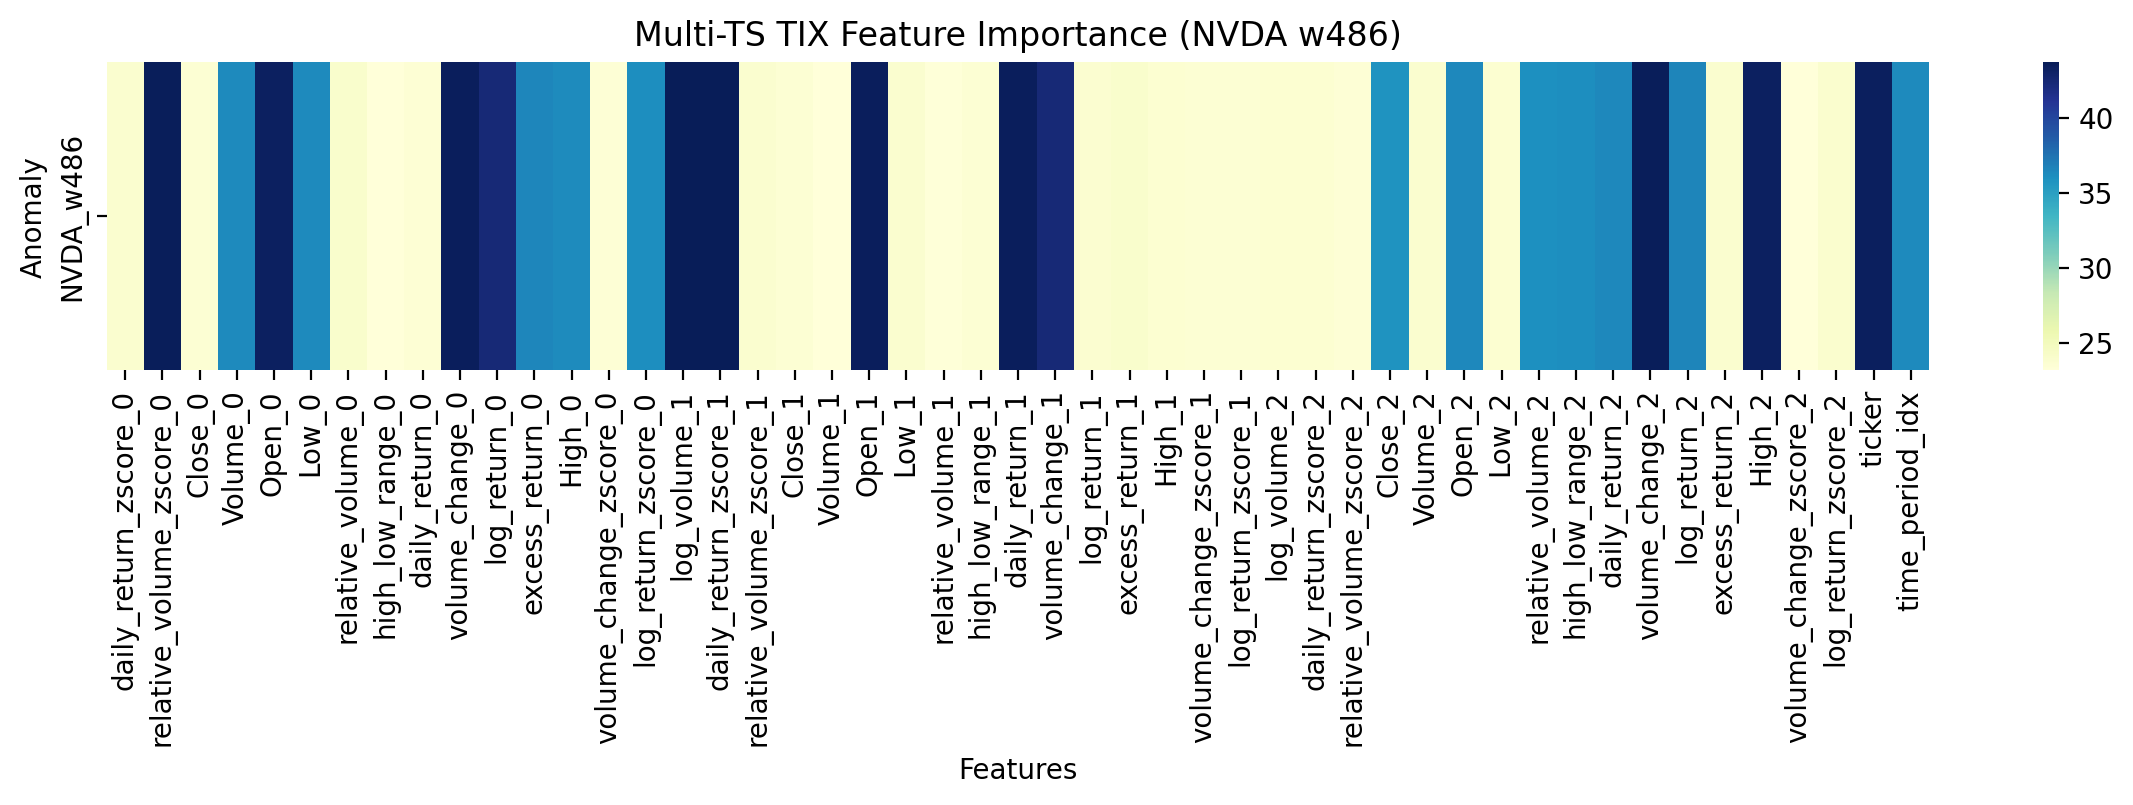 Multi-TS TIX Feature Importance (NVDA w486)
Anomaly
NVDA_w486
40
35
30
25
daily_return_zscore_0
relative_volume_zscore_0
Close_0
Volume_0
Open_0
Low_0
relative_volume_0
high_low_range_0
daily_return_0
volume_change_0
log_return_0
excess_return_0
High_0
volume_change_zscore_0
log_return_zscore_0
log_volume_1
daily_return_zscore_1
relative_volume_zscore_1
Close_1
Volume_1
Open_1
Low_1
relative_volume_1
high_low_range_1
daily_return_1
volume_change_1
log_return_1
excess_return_1
High_1
volume_change_zscore_1
log_return_zscore_1
log_volume_2
daily_return_zscore_2
relative_volume_zscore_2
Close_2
Volume_2
Open_2
Low_2
relative_volume_2
high_low_range_2
daily_return_2
volume_change_2
log_return_2
excess_return_2
High_2
volume_change_zscore_2
log_return_zscore_2
ticker
time_period_idx
Features